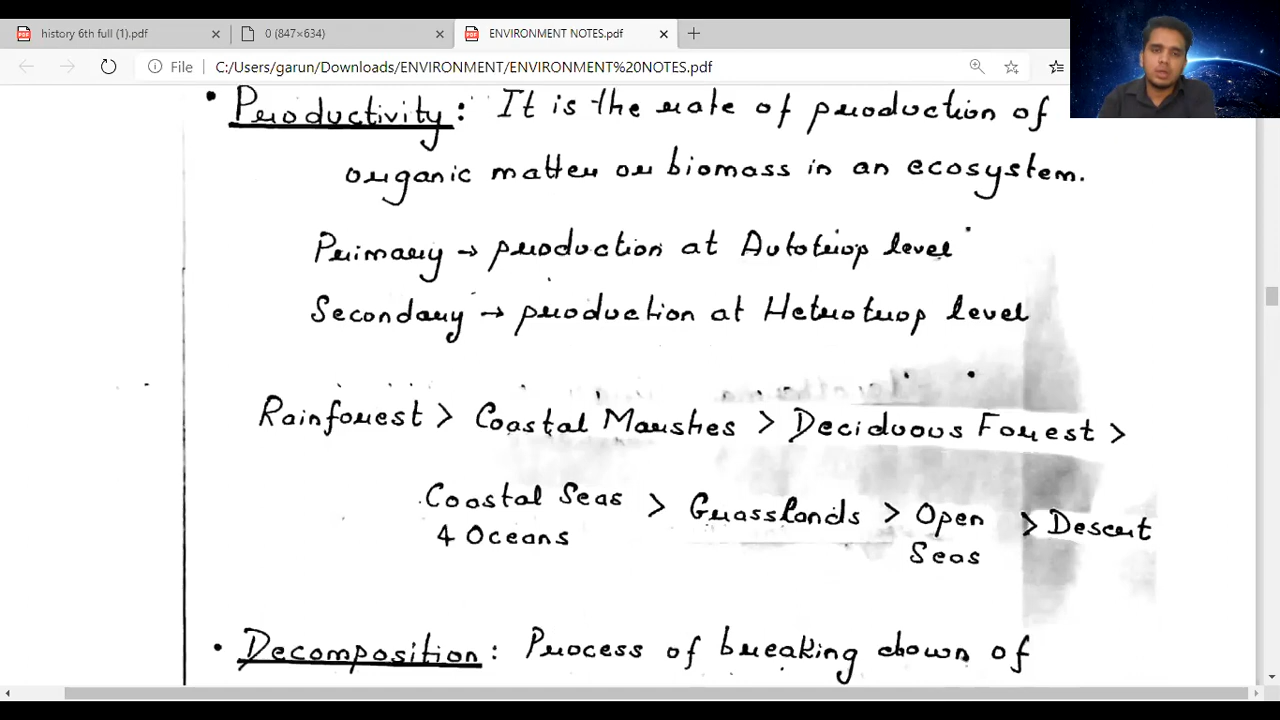 history 6th full (1).pdf
0 (847×634)
ENVIRONMENT NOTES.pdf
File C:/Users/garun/Downloads/ENVIRONMENT/ENVIRONMENT%20NOTES.pdf
• Productivity : It is the rate of production of
organic matter or biomass in an ecosystem.
Primary → production at Autotrop level
Secondary → production at Heterotrop level
Rainforest > Coastal Marshes > Deciduous Forest >
Coastal Seas > Grasslands > Open > Desert
& Oceans Seas
• Decomposition : Process of breaking down of